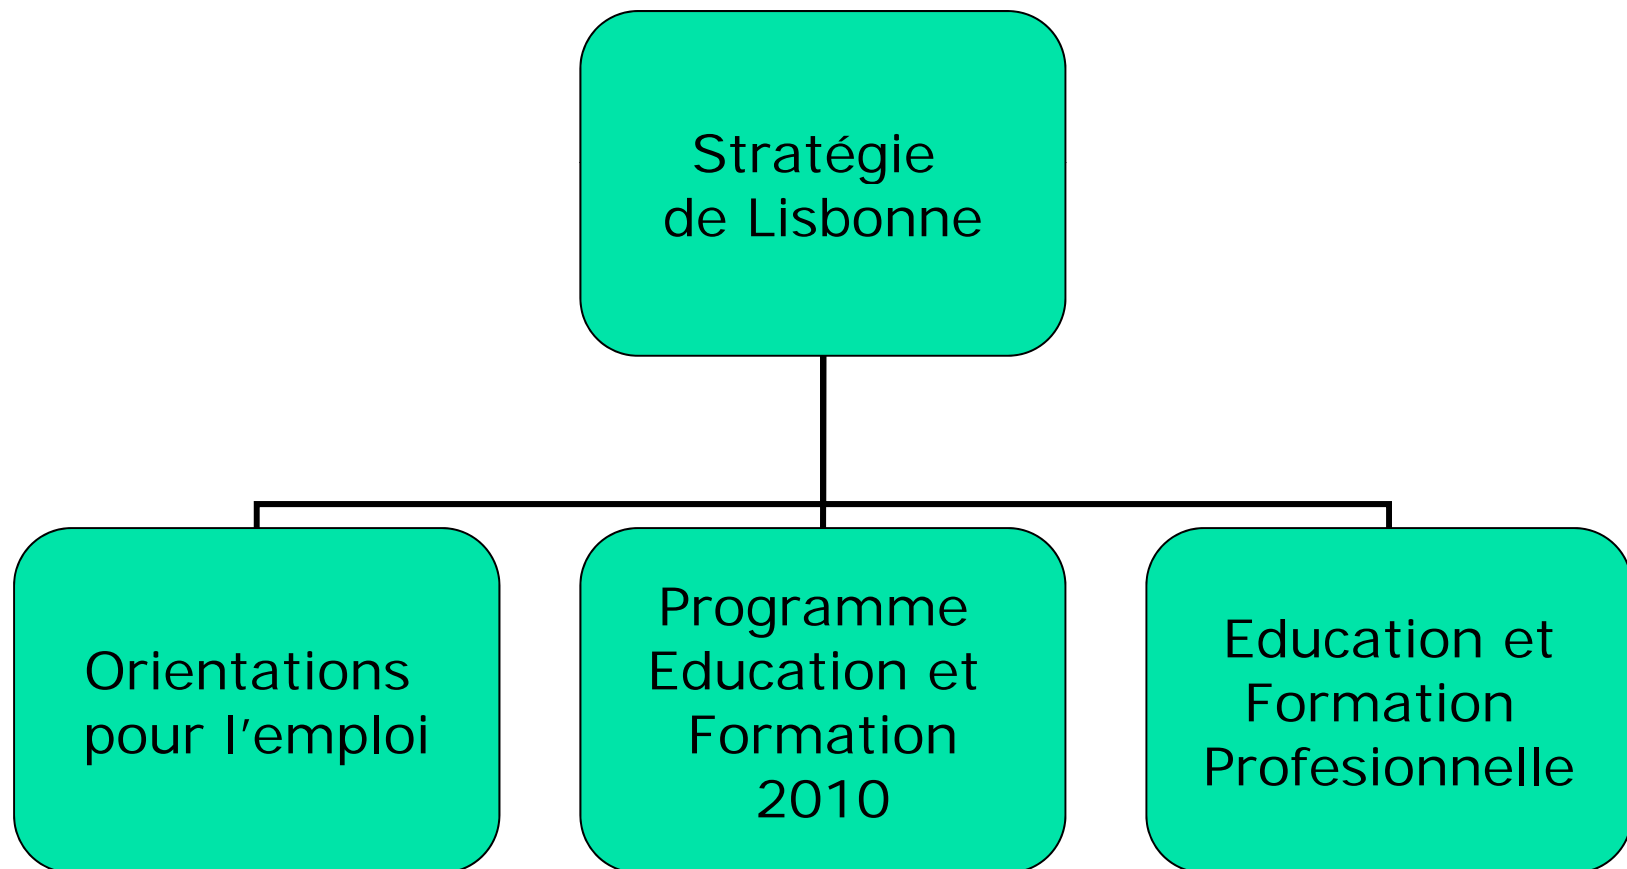 Stratégie
de Lisbonne
Orientations
pour l'emploi
Programme
Education et
Formation
2010
Education et
Formation
Profesionnelle